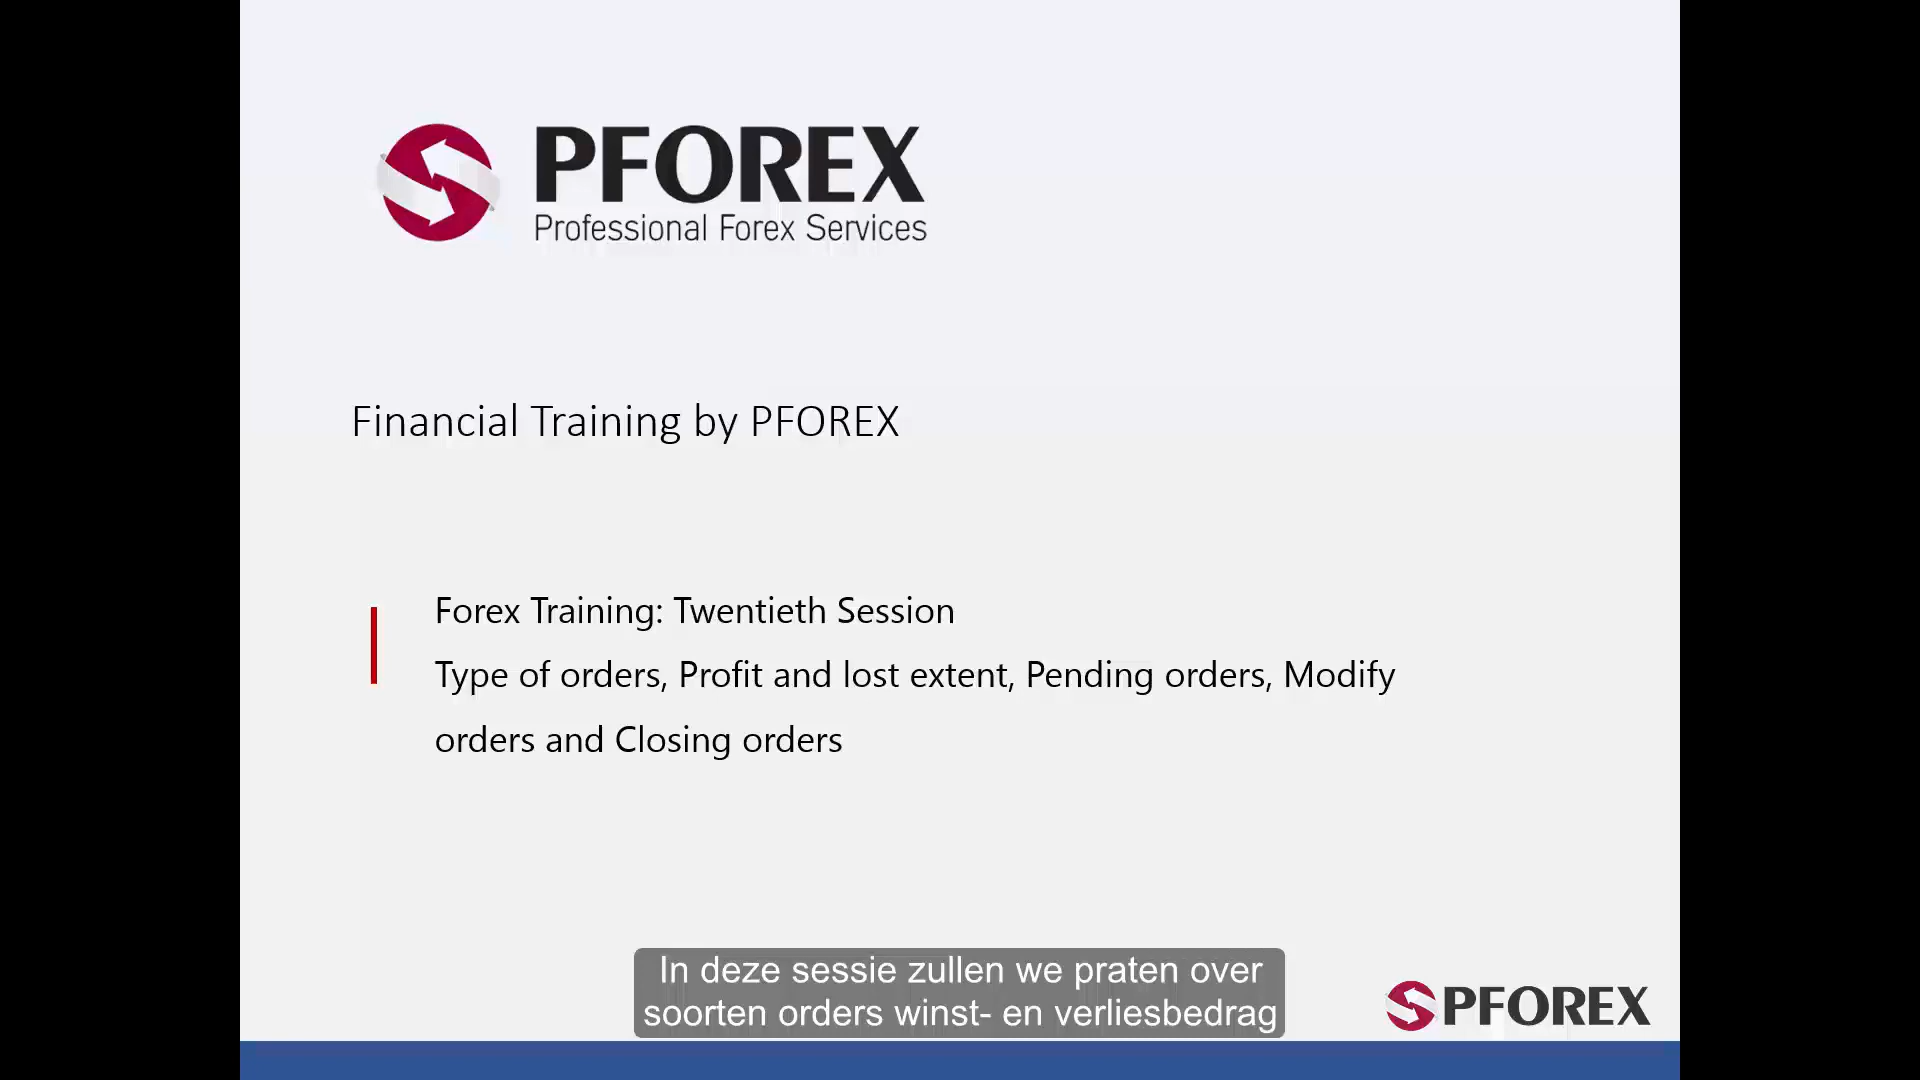 PFOREX
Professional Forex Services
Financial Training by PFOREX
Forex Training: Twentieth Session
Type of orders, Profit and lost extent, Pending orders, Modify
orders and Closing orders
In deze sessie zullen we praten over
soorten orders winst- en verliesbedrag
PFOREX